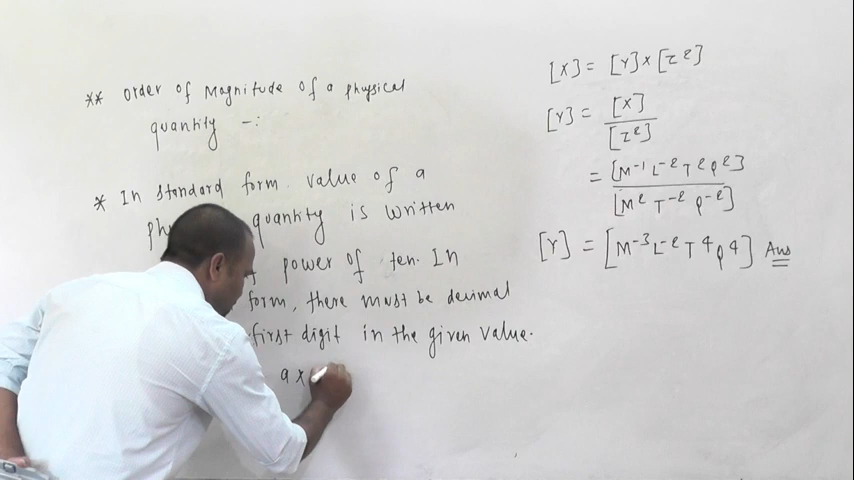 ** Order of Magnitude of a physical
quantity -:
* In standard form. value of a
quantity is written
power of ten. In
form, there must be decimal
first digit in the given value.
a x
[X] = [Y] x [Z²]
[Y] = [X]
[Z²]
= [M⁻¹ L⁻² T² Q²]
[M² T⁻² Q⁻²]
[Y] = [M⁻³ L⁻² T⁴ Q⁴] Ans